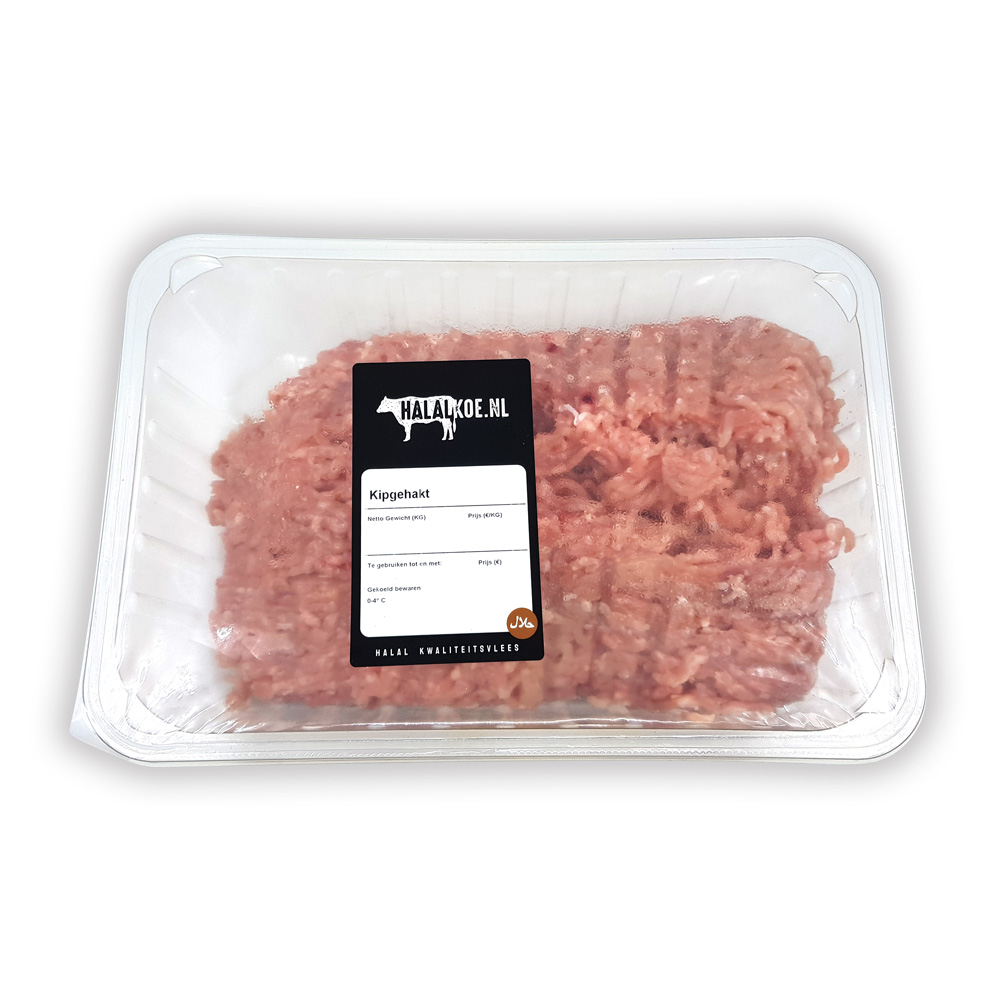 HALALKOE.NL
Kipgehakt
Netto Gewicht (KG) Prijs (€/KG)
Te gebruiken tot en met: Prijs (€)
Gekoeld bewaren
0-4° C
حلال
HALAL KWALITEITSVLEES